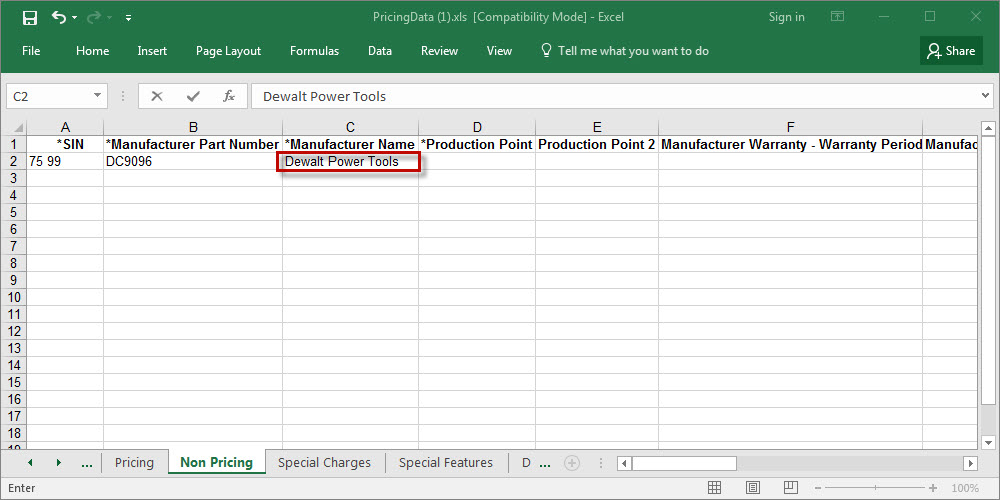 PricingData (1).xls [Compatibility Mode] - Excel Sign in
File Home Insert Page Layout Formulas Data Review View Tell me what you want to do Share
C2 fx Dewalt Power Tools
A B C D E F
1 *SIN *Manufacturer Part Number *Manufacturer Name *Production Point Production Point 2 Manufacturer Warranty - Warranty Period Manufac
2 75 99 DC9096 Dewalt Power Tools
3
4
5
6
7
8
9
10
11
12
13
14
15
16
17
18
19
... Pricing Non Pricing Special Charges Special Features D ...
Enter 100%